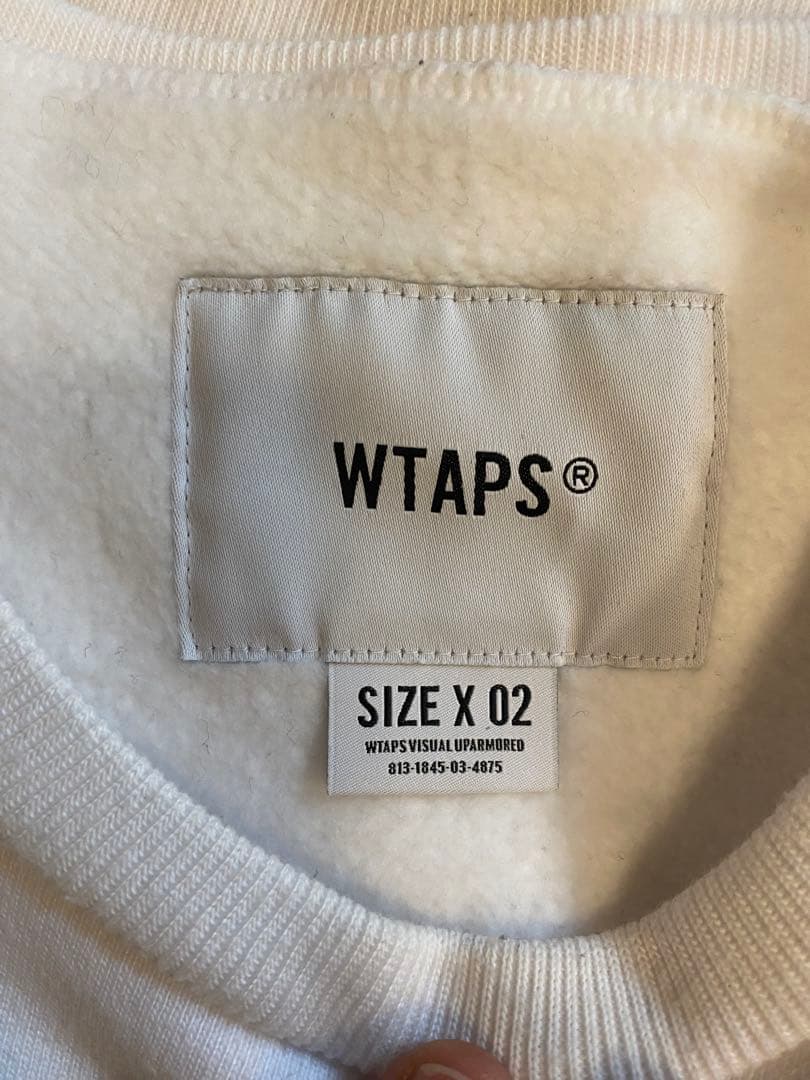 WTAPS®
SIZE X 02
WTAPS VISUAL UPARMORED
813-1845-03-4875